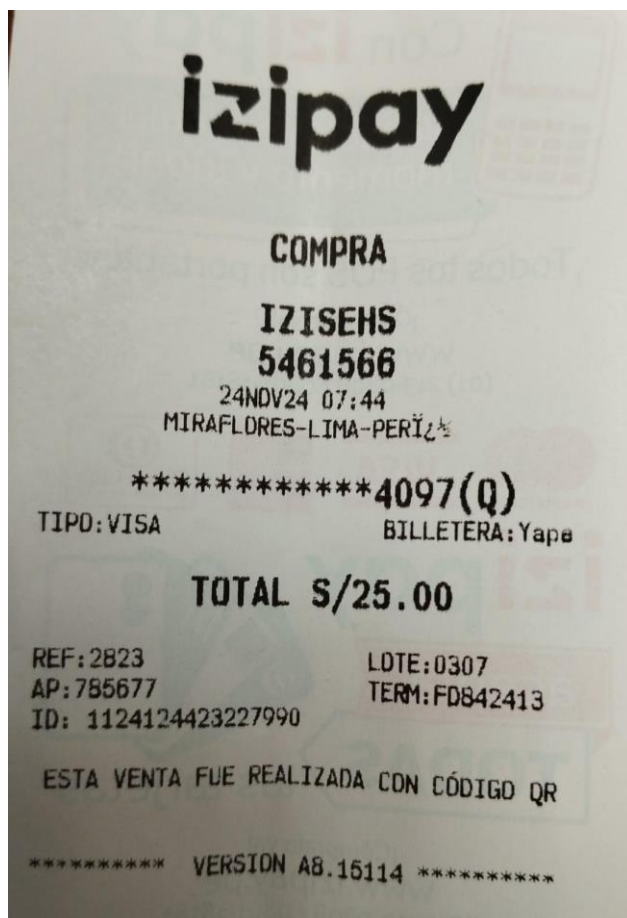 izipay
COMPRA
IZISEHS
5461566
24NOV24 07:44
MIRAFLORES-LIMA-PERÏ¿½
************4097(Q)
TIPO:VISA BILLETERA:Yape
TOTAL S/25.00
REF:2823 LOTE:0307
AP:785677 TERM:FD842413
ID: 1124124423227990
ESTA VENTA FUE REALIZADA CON CÓDIGO QR
********** VERSION A8.15114 **********